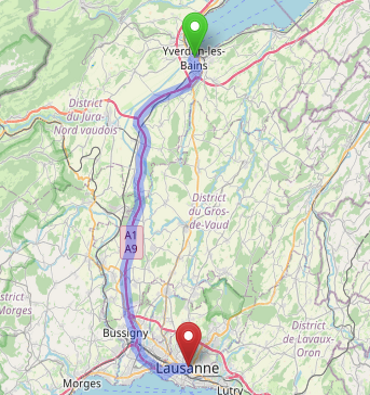 Yverdon-les-
Bains
District
du Jura-
Nord vaudois
District
du Gros-
de-Vaud
A1
A9
strict
Morges
Bussigny
District
de Lavaux-
Oron
Lausanne
Morges
Lutry